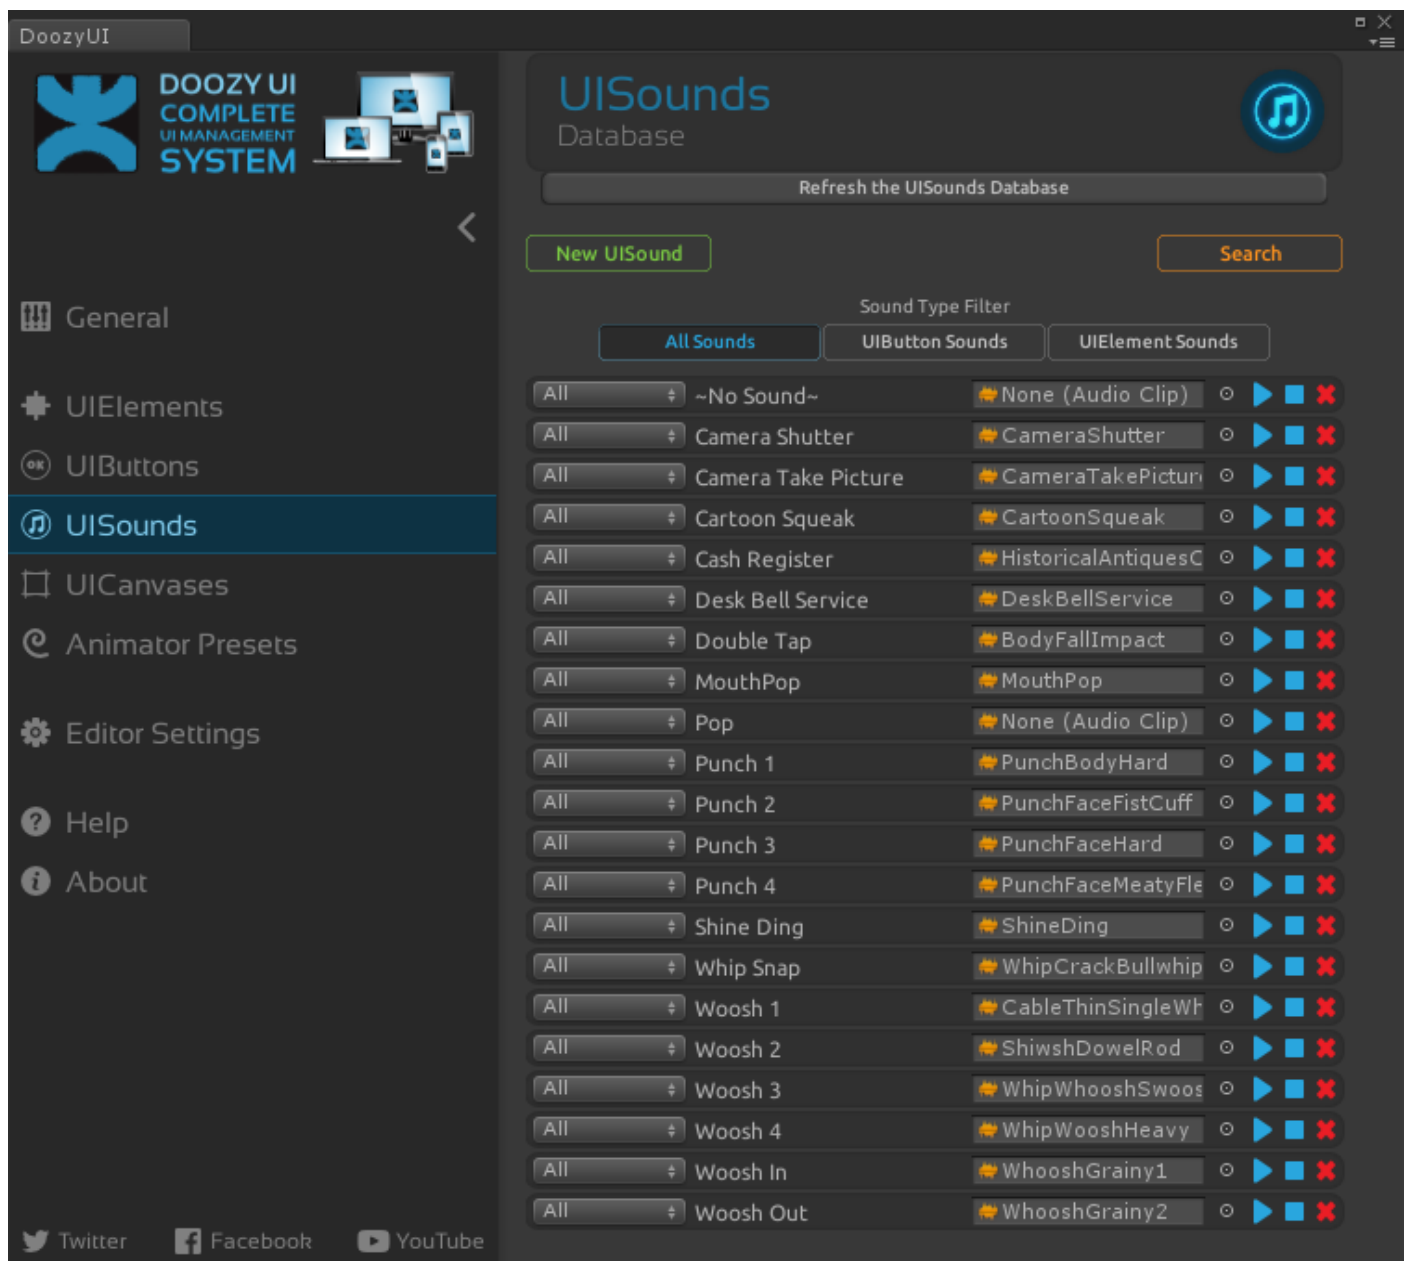 DoozyUI
DOOZY UI
COMPLETE
UI MANAGEMENT
SYSTEM
General
UIElements
OK UIButtons
UISounds
UICanvases
Animator Presets
Editor Settings
? Help
i About
Twitter Facebook YouTube
UISounds
Database
Refresh the UISounds Database
New UISound Search
Sound Type Filter
All Sounds UIButton Sounds UIElement Sounds
All ~No Sound~ None (Audio Clip)
All Camera Shutter CameraShutter
All Camera Take Picture CameraTakePictur
All Cartoon Squeak CartoonSqueak
All Cash Register HistoricalAntiquesC
All Desk Bell Service DeskBellService
All Double Tap BodyFallImpact
All MouthPop MouthPop
All Pop None (Audio Clip)
All Punch 1 PunchBodyHard
All Punch 2 PunchFaceFistCuff
All Punch 3 PunchFaceHard
All Punch 4 PunchFaceMeatyFle
All Shine Ding ShineDing
All Whip Snap WhipCrackBullwhip
All Woosh 1 CableThinSingleWh
All Woosh 2 ShiwshDowelRod
All Woosh 3 WhipWhooshSwoos
All Woosh 4 WhipWooshHeavy
All Woosh In WhooshGrainy1
All Woosh Out WhooshGrainy2